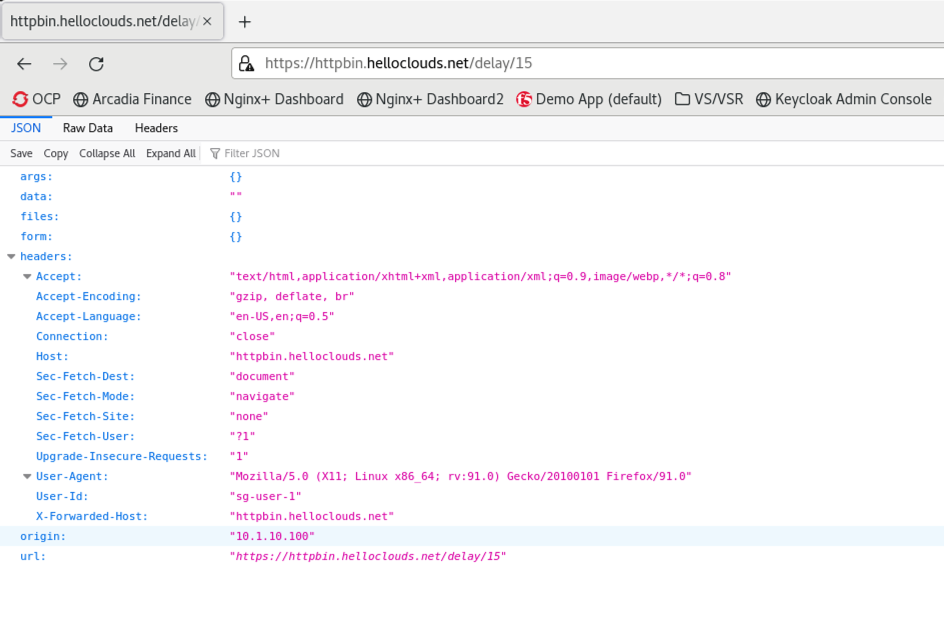 httpbin.helloclouds.net/delay/
https://httpbin.helloclouds.net/delay/15
OCP Arcadia Finance Nginx+ Dashboard Nginx+ Dashboard2 Demo App (default) VS/VSR Keycloak Admin Console
JSON Raw Data Headers
Save Copy Collapse All Expand All Filter JSON
args: {}
data: ""
files: {}
form: {}
headers:
Accept: "text/html,application/xhtml+xml,application/xml;q=0.9,image/webp,*/*;q=0.8"
Accept-Encoding: "gzip, deflate, br"
Accept-Language: "en-US,en;q=0.5"
Connection: "close"
Host: "httpbin.helloclouds.net"
Sec-Fetch-Dest: "document"
Sec-Fetch-Mode: "navigate"
Sec-Fetch-Site: "none"
Sec-Fetch-User: "?1"
Upgrade-Insecure-Requests: "1"
User-Agent: "Mozilla/5.0 (X11; Linux x86_64; rv:91.0) Gecko/20100101 Firefox/91.0"
User-Id: "sg-user-1"
X-Forwarded-Host: "httpbin.helloclouds.net"
origin: "10.1.10.100"
url: "https://httpbin.helloclouds.net/delay/15"